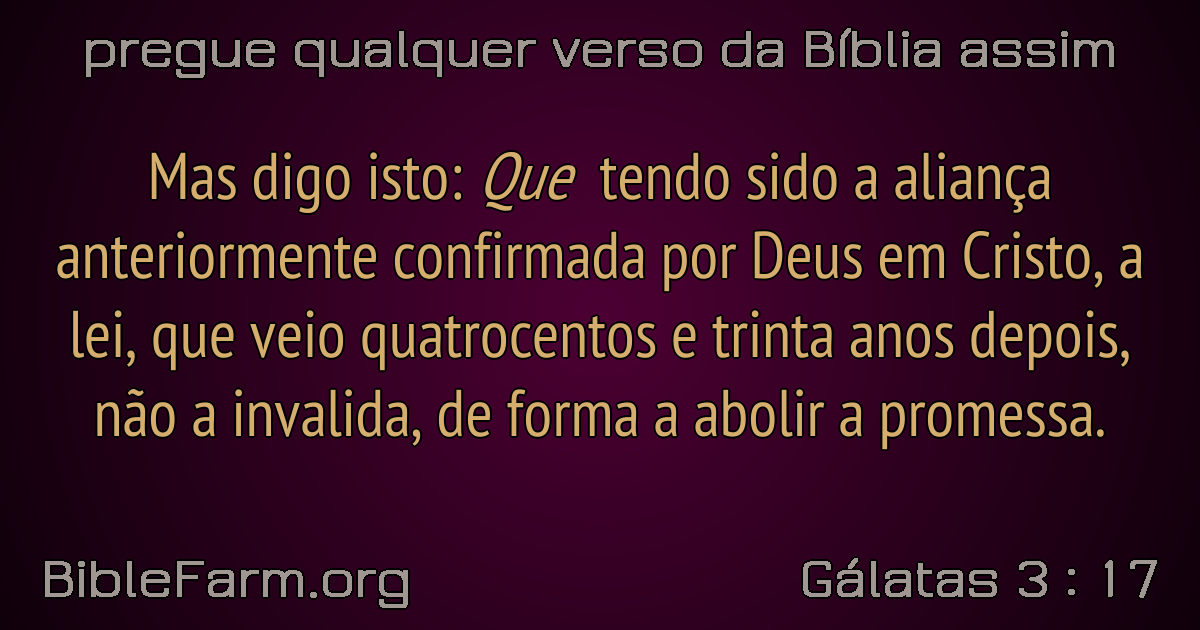 pregue qualquer verso da Bíblia assim
Mas digo isto: Que tendo sido a aliança
anteriormente confirmada por Deus em Cristo, a
lei, que veio quatrocentos e trinta anos depois,
não a invalida, de forma a abolir a promessa.
BibleFarm.org
Gálatas 3 : 17